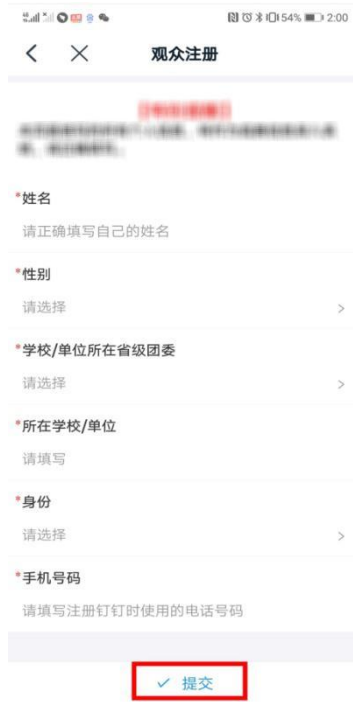 54% 2:00
观众注册
*姓名
请正确填写自己的姓名
*性别
请选择
*学校/单位所在省级团委
请选择
*所在学校/单位
请填写
*身份
请选择
*手机号码
请填写注册钉钉时使用的电话号码
提交